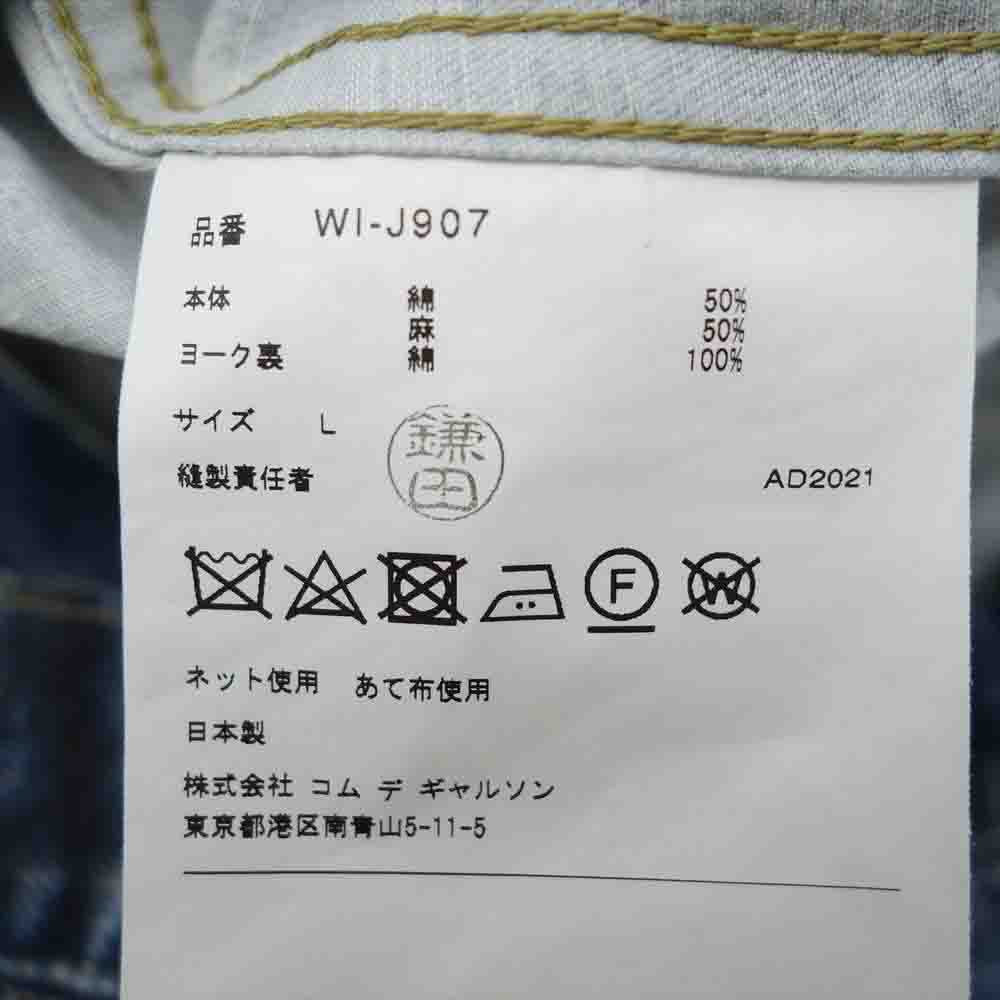 品番 WI-J907
本体 綿 50%
麻 50%
ヨーク裏 綿 100%
サイズ L
鎌田
縫製責任者 AD2021
F W
ネット使用 あて布使用
日本製
株式会社 コム デ ギャルソン
東京都港区南青山5-11-5